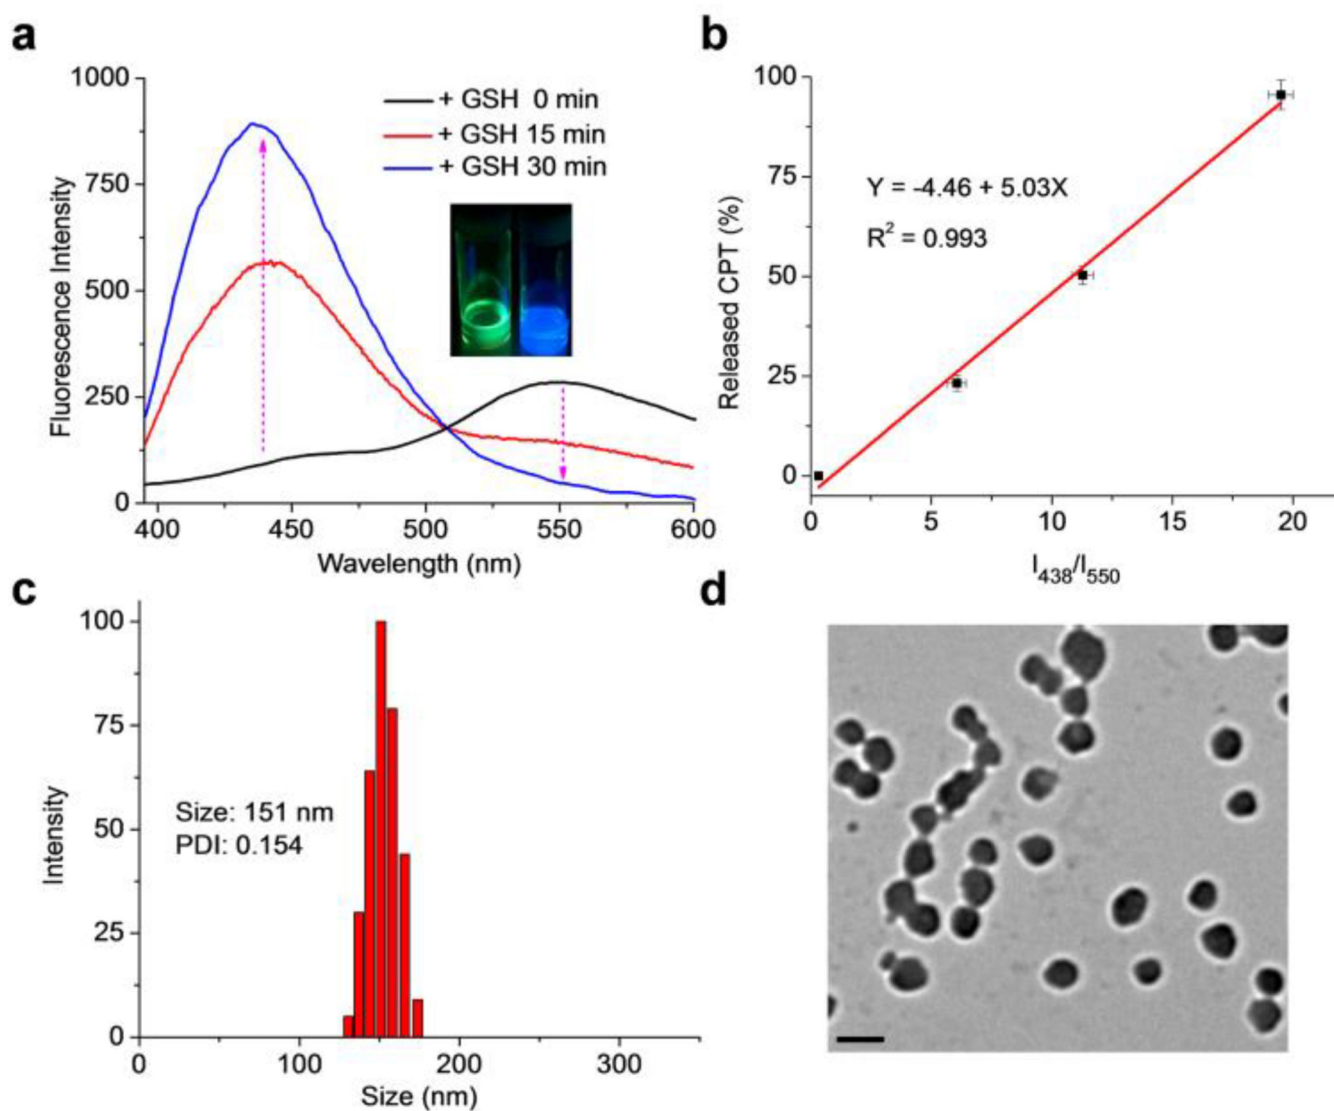 a
1000
750
500
250
0
Fluorescence Intensity
+ GSH 0 min
+ GSH 15 min
+ GSH 30 min
400
450
500
550
600
Wavelength (nm)
b
100
75
50
25
0
Released CPT (%)
Y = -4.46 + 5.03X
R² = 0.993
0
5
10
15
20
I₄₃₈/I₅₅₀
c
100
75
50
25
0
Intensity
Size: 151 nm
PDI: 0.154
0
100
200
300
Size (nm)
d